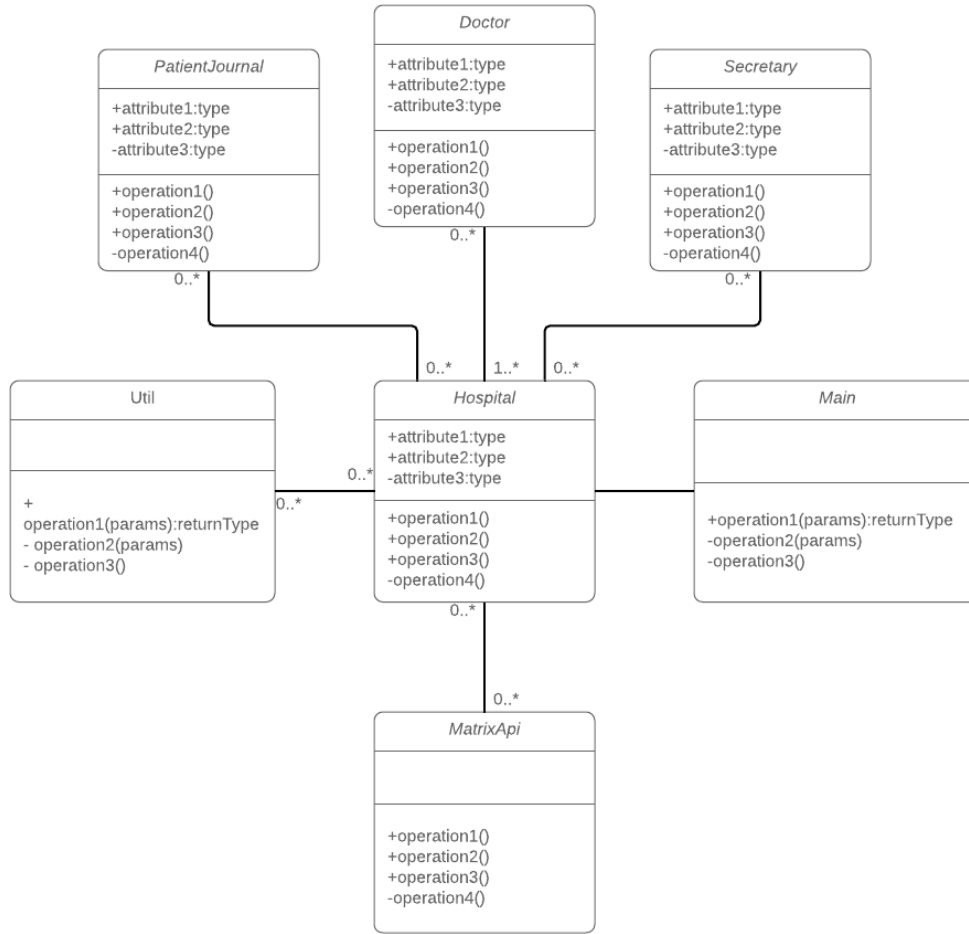 Doctor
+attribute1:type
+attribute2:type
-attribute3:type
+operation1()
+operation2()
+operation3()
-operation4()
0..*
PatientJournal
+attribute1:type
+attribute2:type
-attribute3:type
+operation1()
+operation2()
+operation3()
-operation4()
0..*
Secretary
+attribute1:type
+attribute2:type
-attribute3:type
+operation1()
+operation2()
+operation3()
-operation4()
0..*
0..*
1..*
0..*
Util
+
operation1(params):returnType
- operation2(params)
- operation3()
0..*
0..*
Hospital
+attribute1:type
+attribute2:type
-attribute3:type
+operation1()
+operation2()
+operation3()
-operation4()
0..*
Main
+operation1(params):returnType
-operation2(params)
-operation3()
0..*
MatrixApi
+operation1()
+operation2()
+operation3()
-operation4()